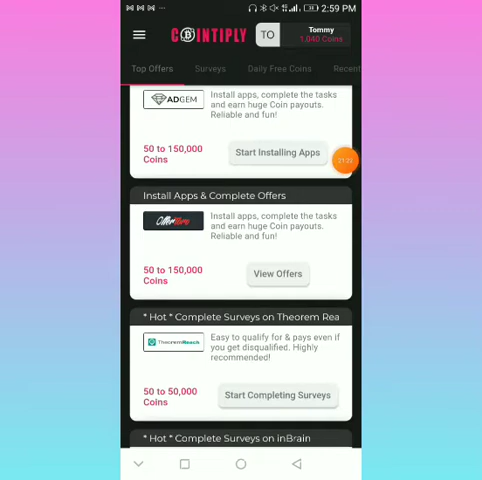 2:59 PM
COINTIPLY
TO
Tommy
1,040 Coins
Top Offers
Surveys
Daily Free Coins
Recent
ADGEM
Install apps, complete the tasks
and earn huge Coin payouts.
Reliable and fun!
50 to 150,000
Coins
Start Installing Apps
Install Apps & Complete Offers
Install apps, complete the tasks
and earn huge Coin payouts.
Reliable and fun!
50 to 150,000
Coins
View Offers
* Hot * Complete Surveys on Theorem Rea
TheoremReach
Easy to qualify for & pays even if
you get disqualified. Highly
recommended!
50 to 50,000
Coins
Start Completing Surveys
* Hot * Complete Surveys on inBrain